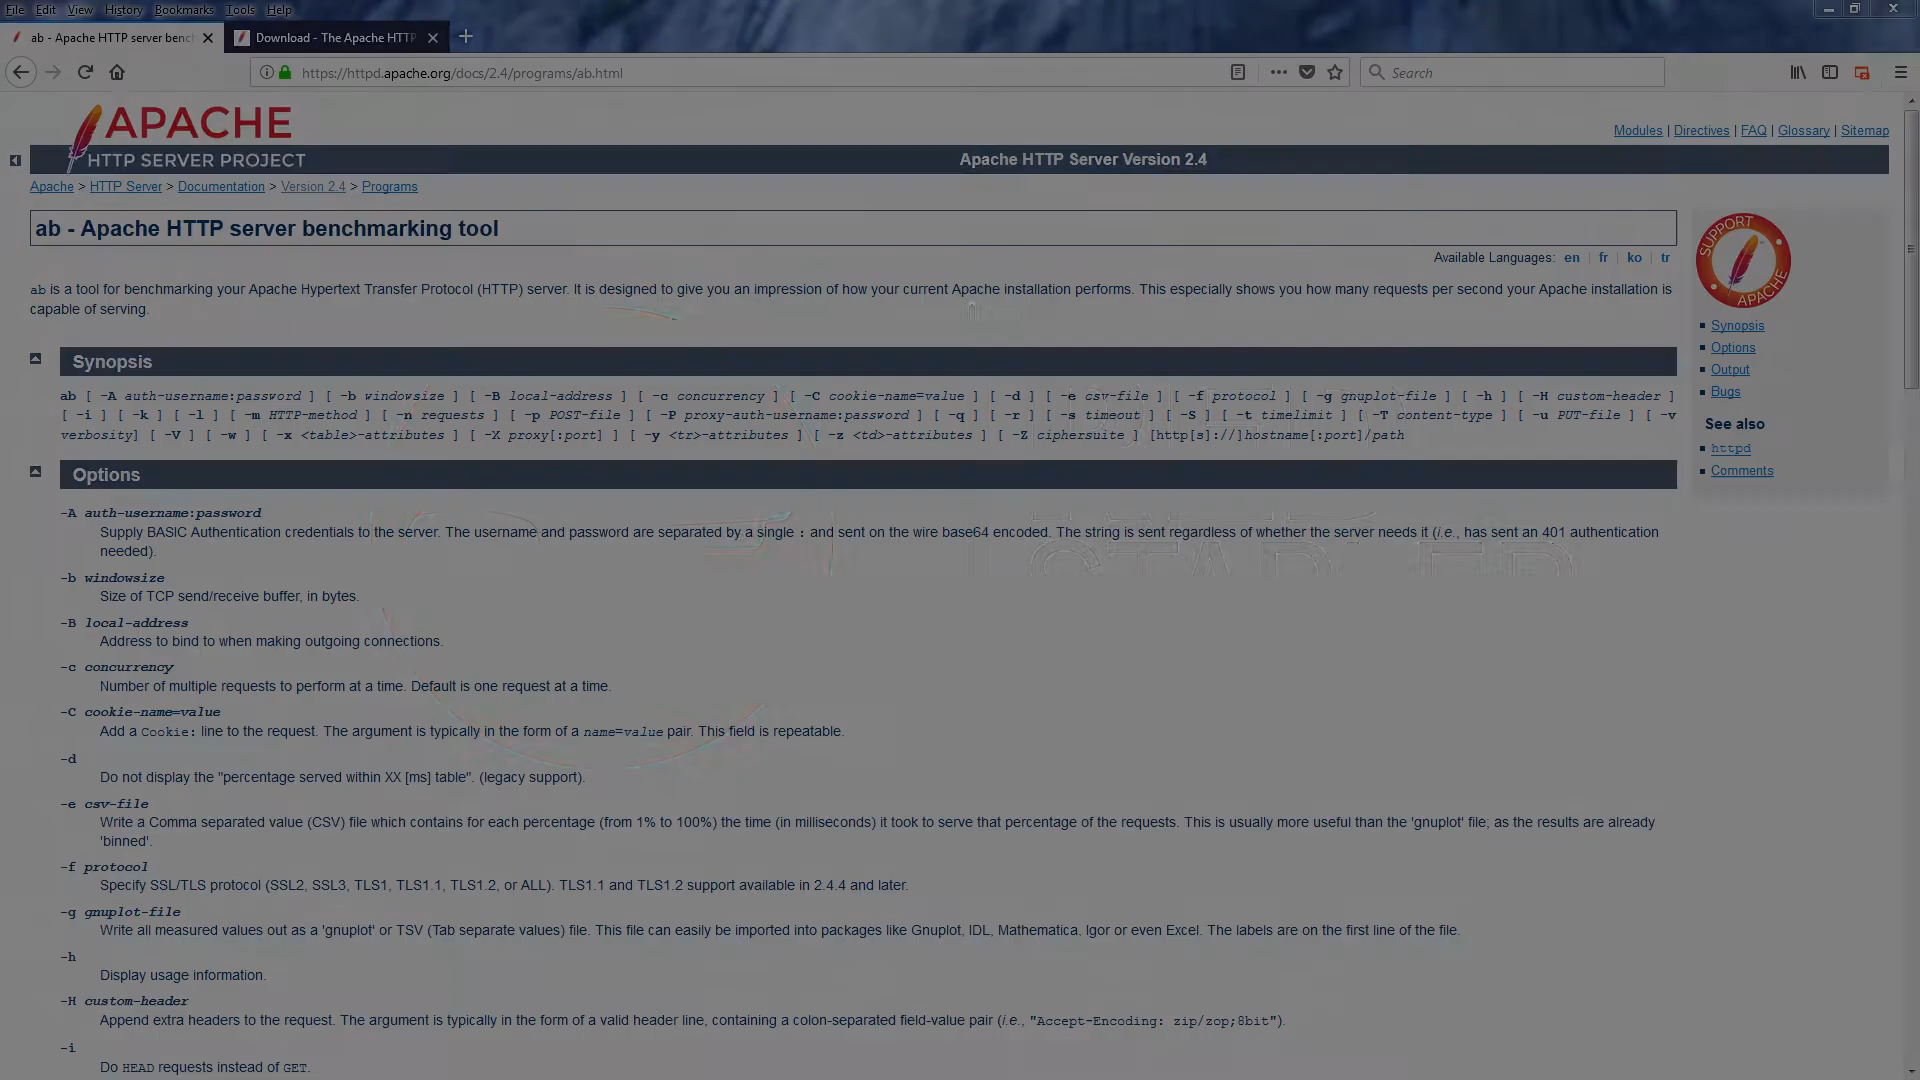 File Edit View History Bookmarks Tools Help
ab - Apache HTTP server benc
Download - The Apache HTTP
https://httpd.apache.org/docs/2.4/programs/ab.html
Search
APACHE
HTTP SERVER PROJECT
Modules | Directives | FAQ | Glossary | Sitemap
Apache HTTP Server Version 2.4
Apache > HTTP Server > Documentation > Version 2.4 > Programs
ab - Apache HTTP server benchmarking tool
Available Languages: en | fr | ko | tr
ab is a tool for benchmarking your Apache Hypertext Transfer Protocol (HTTP) server. It is designed to give you an impression of how your current Apache installation performs. This especially shows you how many requests per second your Apache installation is
capable of serving.
Synopsis
ab [ -A auth-username:password ] [ -b windowsize ] [ -B local-address ] [ -c concurrency ] [ -C cookie-name=value ] [ -d ] [ -e csv-file ] [ -f protocol ] [ -g gnuplot-file ] [ -h ] [ -H custom-header ]
[ -i ] [ -k ] [ -l ] [ -m HTTP-method ] [ -n requests ] [ -p POST-file ] [ -P proxy-auth-username:password ] [ -q ] [ -r ] [ -s timeout ] [ -S ] [ -t timelimit ] [ -T content-type ] [ -u PUT-file ] [ -v
verbosity] [ -V ] [ -w ] [ -x <table>-attributes ] [ -X proxy[:port] ] [ -y <tr>-attributes ] [ -z <td>-attributes ] [ -Z ciphersuite ] [http[s]://]hostname[:port]/path
Options
-A auth-username:password
Supply BASIC Authentication credentials to the server. The username and password are separated by a single : and sent on the wire base64 encoded. The string is sent regardless of whether the server needs it (i.e., has sent an 401 authentication
needed).
-b windowsize
Size of TCP send/receive buffer, in bytes.
-B local-address
Address to bind to when making outgoing connections.
-c concurrency
Number of multiple requests to perform at a time. Default is one request at a time.
-C cookie-name=value
Add a Cookie: line to the request. The argument is typically in the form of a name=value pair. This field is repeatable.
-d
Do not display the "percentage served within XX [ms] table". (legacy support).
-e csv-file
Write a Comma separated value (CSV) file which contains for each percentage (from 1% to 100%) the time (in milliseconds) it took to serve that percentage of the requests. This is usually more useful than the 'gnuplot' file; as the results are already
'binned'.
-f protocol
Specify SSL/TLS protocol (SSL2, SSL3, TLS1, TLS1.1, TLS1.2, or ALL). TLS1.1 and TLS1.2 support available in 2.4.4 and later.
-g gnuplot-file
Write all measured values out as a 'gnuplot' or TSV (Tab separate values) file. This file can easily be imported into packages like Gnuplot, IDL, Mathematica, Igor or even Excel. The labels are on the first line of the file.
-h
Display usage information.
-H custom-header
Append extra headers to the request. The argument is typically in the form of a valid header line, containing a colon-separated field-value pair (i.e., "Accept-Encoding: zip/zop;8bit").
-i
Do HEAD requests instead of GET.
SUPPORT
APACHE
Synopsis
Options
Output
Bugs
See also
httpd
Comments